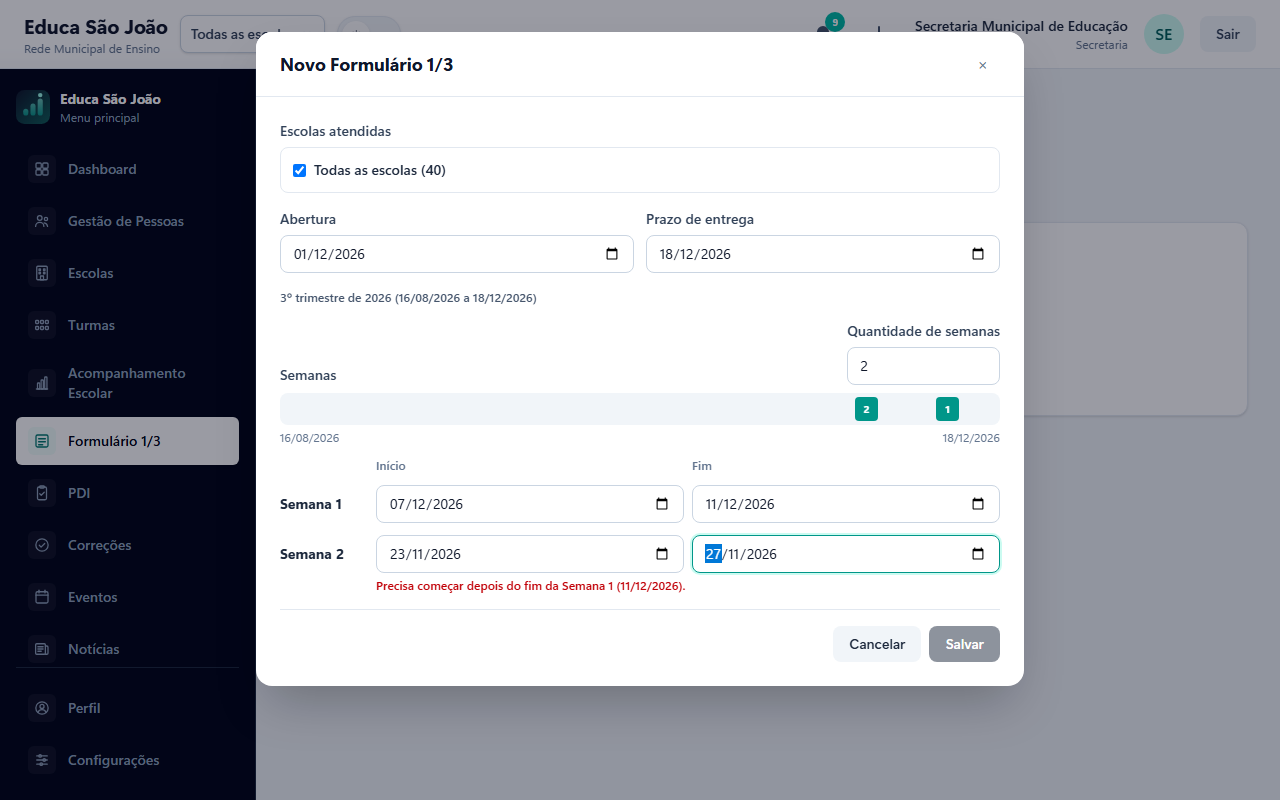 Educa São João
Rede Municipal de Ensino
Todas as esc
9
Secretaria Municipal de Educação
Secretaria
SE
Sair
Educa São João
Menu principal
Dashboard
Gestão de Pessoas
Escolas
Turmas
Acompanhamento
Escolar
Formulário 1/3
PDI
Correções
Eventos
Notícias
Perfil
Configurações
Novo Formulário 1/3
×
Escolas atendidas
Todas as escolas (40)
Abertura
Prazo de entrega
01/12/2026
18/12/2026
3º trimestre de 2026 (16/08/2026 a 18/12/2026)
Quantidade de semanas
2
Semanas
2
1
16/08/2026
18/12/2026
Início
Fim
Semana 1
07/12/2026
11/12/2026
Semana 2
23/11/2026
27/11/2026
Precisa começar depois do fim da Semana 1 (11/12/2026).
Cancelar
Salvar